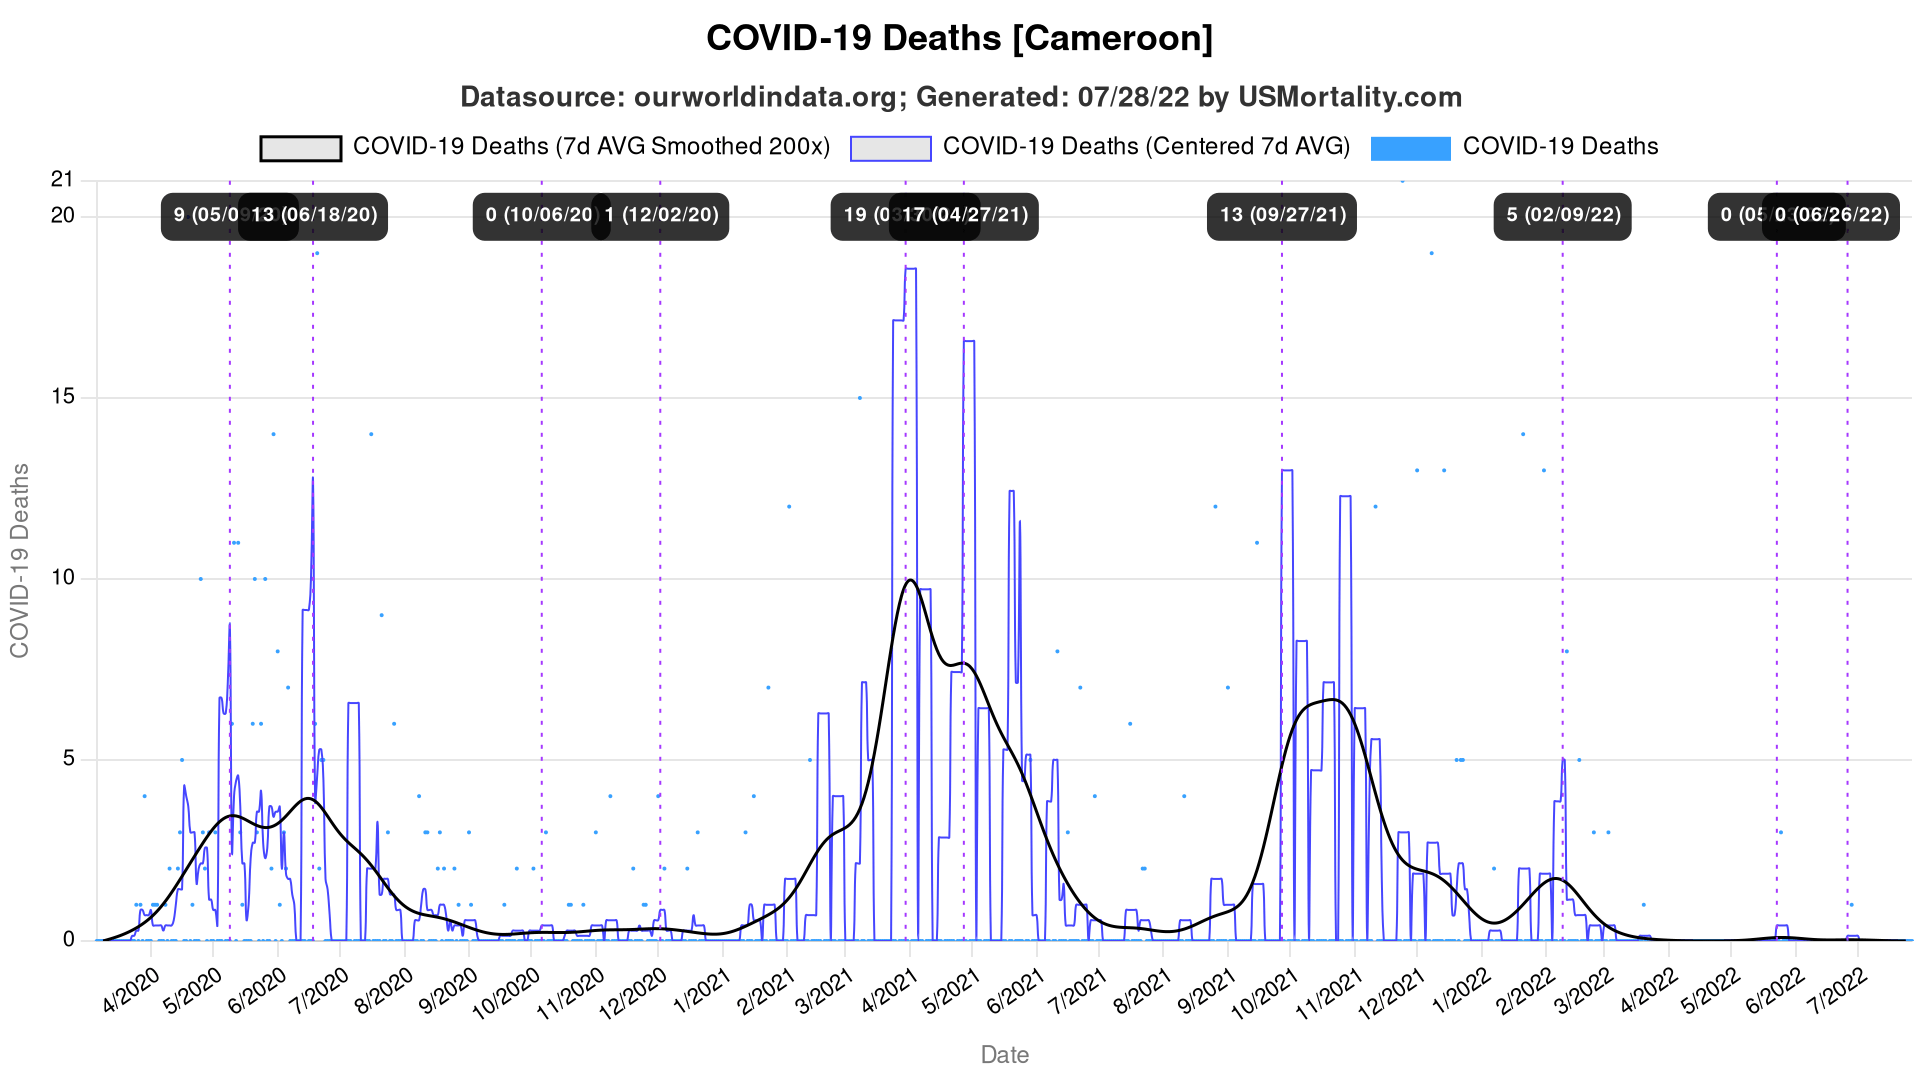 COVID-19 Deaths [Cameroon]
Datasource: ourworldindata.org; Generated: 07/28/22 by USMortality.com
COVID-19 Deaths (7d AVG Smoothed 200x) COVID-19 Deaths (Centered 7d AVG) COVID-19 Deaths
9 (05/0 13 (06/18/20) 0 (10/06/20) 1 (12/02/20) 19 (03 17 (04/27/21) 13 (09/27/21) 5 (02/09/22) 0 (05 (06/26/22)
21
20
15
10
5
0
COVID-19 Deaths
4/2020 5/2020 6/2020 7/2020 8/2020 9/2020 10/2020 11/2020 12/2020 1/2021 2/2021 3/2021 4/2021 5/2021 6/2021 7/2021 8/2021 9/2021 10/2021 11/2021 12/2021 1/2022 2/2022 3/2022 4/2022 5/2022 6/2022 7/2022
Date